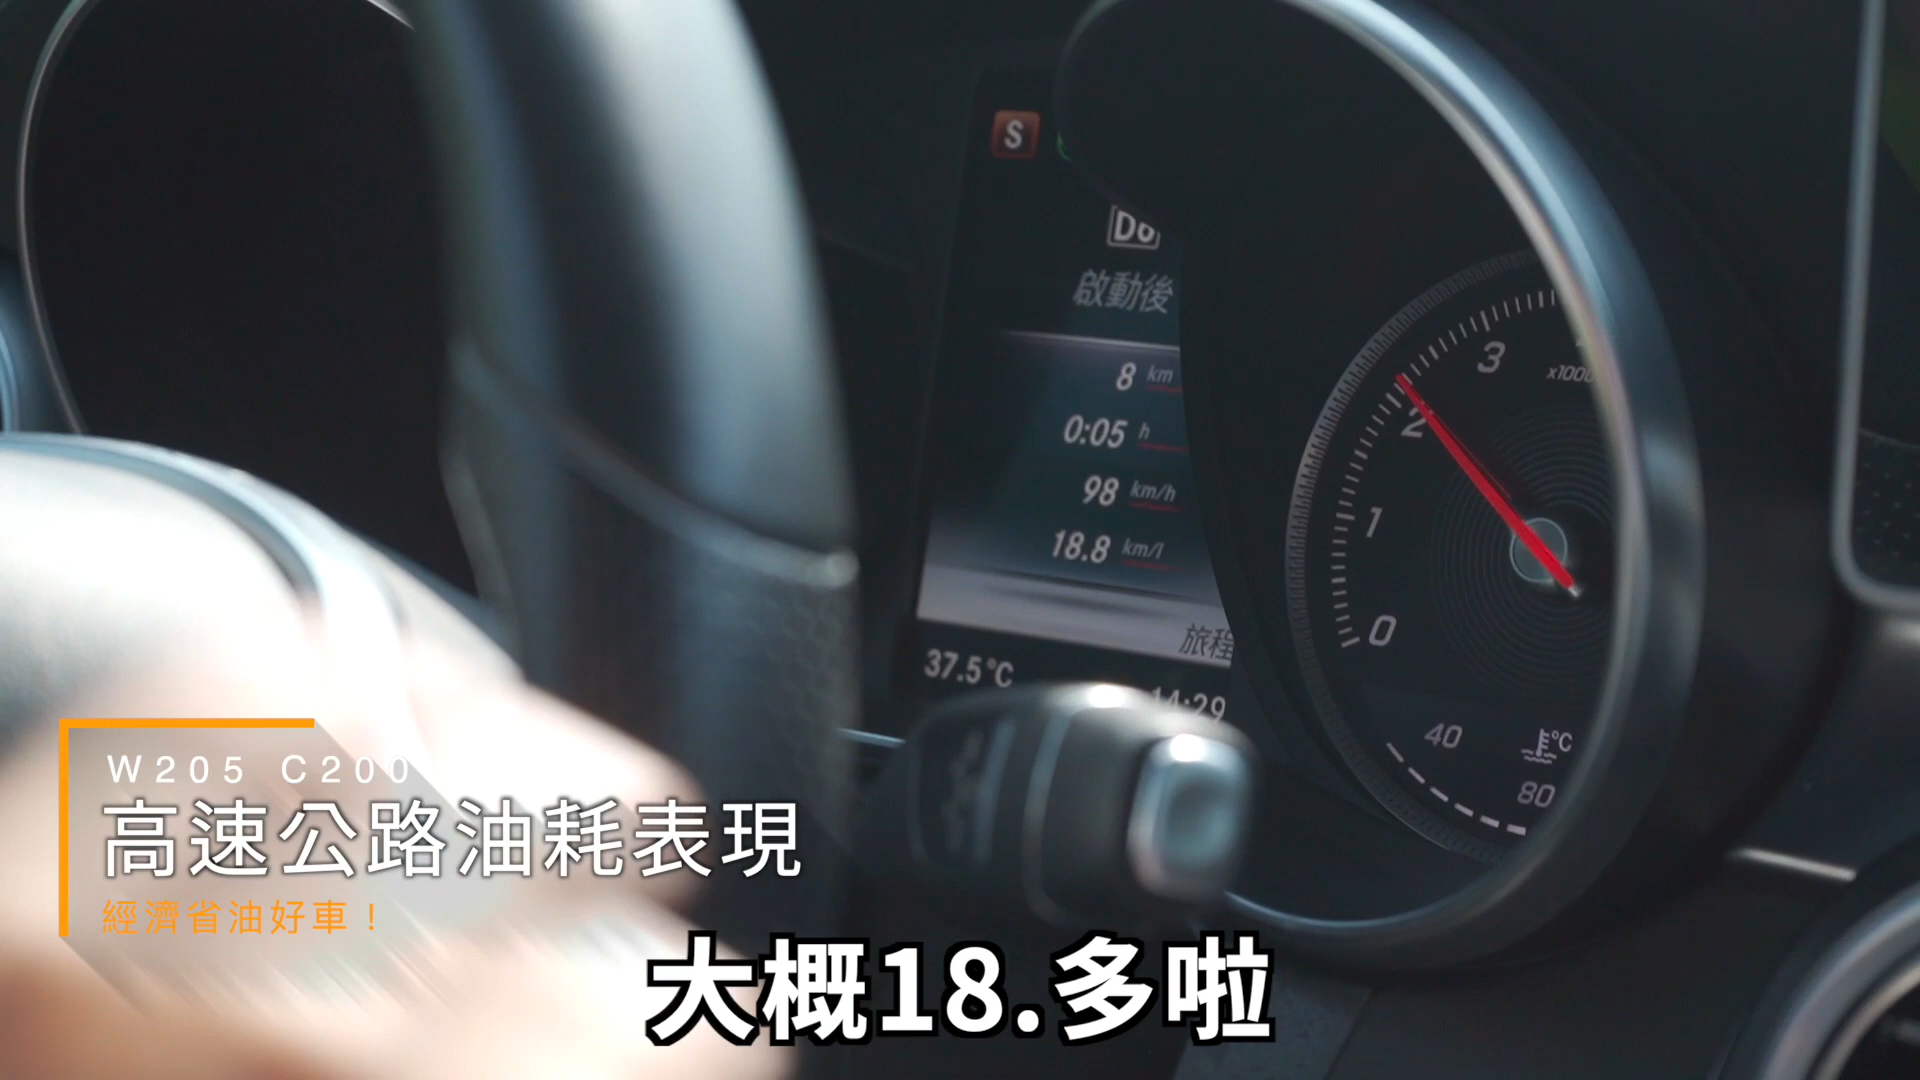 S
D6
啟動後
8 km
0:05 h
98 km/h
18.8 km/l
旅程
37.5°C
14:29
3
x1000
2
1
0
40
°C
80
W205 C200
高速公路油耗表現
經濟省油好車！
大概18.多啦